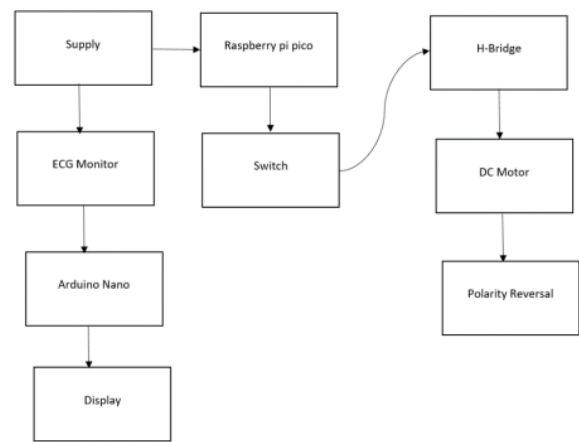 Supply
Raspberry pi pico
H-Bridge
ECG Monitor
Switch
DC Motor
Arduino Nano
Polarity Reversal
Display